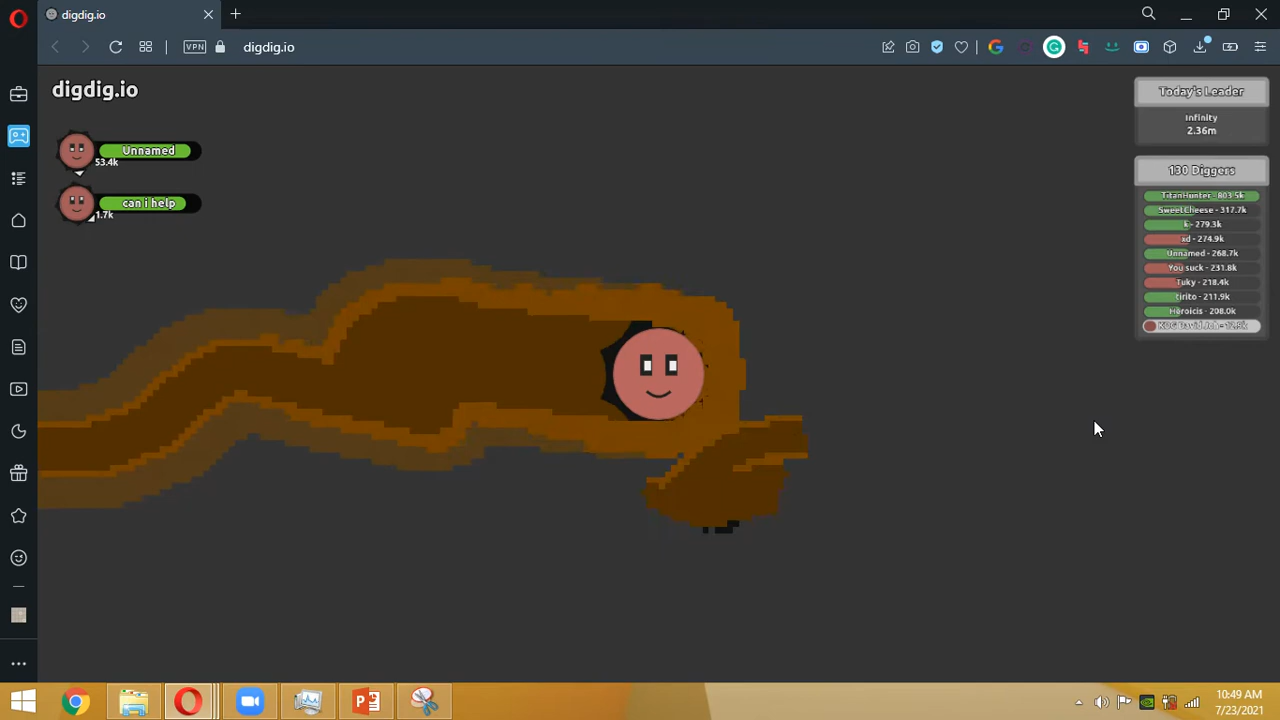 digdig.io
VPN digdig.io
digdig.io
Unnamed
53.4k
can i help
1.7k
Today's Leader
Infinity
2.36m
130 Diggers
TitanHunter - 803.5k
SweetCheese - 317.7k
k - 279.3k
xd - 274.9k
Unnamed - 268.7k
You suck - 231.8k
Tuky - 218.4k
tirito - 211.9k
Heroicis - 208.0k
10:49 AM
7/23/2021